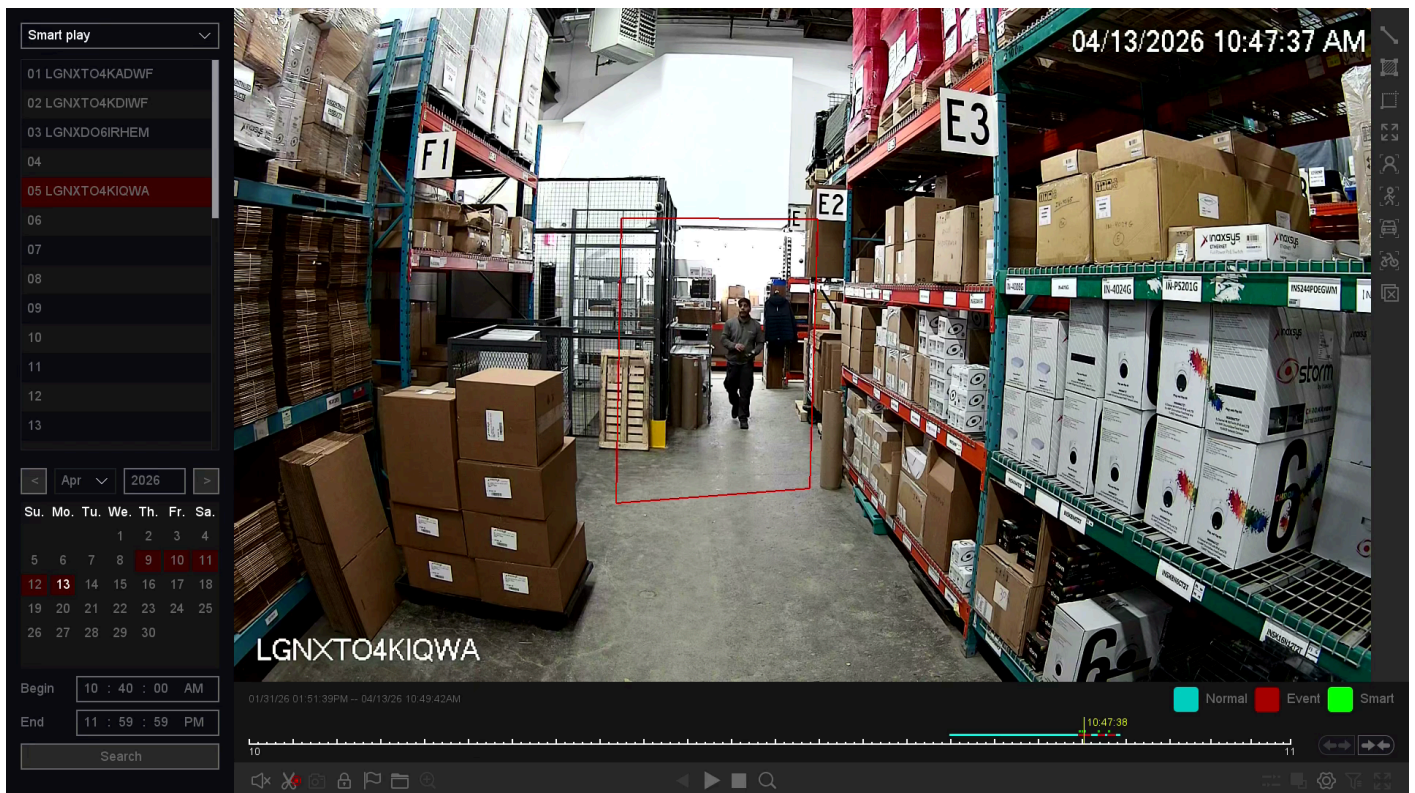 Smart play
01 LGNXTO4KADWF
02 LGNXTO4KDIWF
03 LGNXDO6IRHEM
04
05 LGNXTO4KIQWA
06
07
08
09
10
11
12
13
< Apr 2026 >
Su. Mo. Tu. We. Th. Fr. Sa.
1 2 3 4
5 6 7 8 9 10 11
12 13 14 15 16 17 18
19 20 21 22 23 24 25
26 27 28 29 30
Begin 10 : 40 : 00 AM
End 11 : 59 : 59 PM
Search
04/13/2026 10:47:37 AM
F1
E3
E2
E
inaxsys
inaxsys
IN-4024G
IN-PS201G
INS244POEGWM
storm
6
LGNXTO4KIQWA
01/31/26 01:51:39PM -- 04/13/26 10:49:42AM
Normal Event Smart
10:47:38
10 11